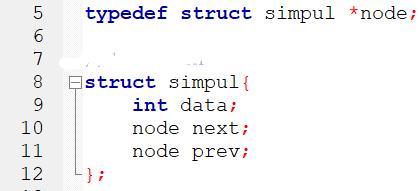 5 typedef struct simpul *node;
6
7
8 struct simpul{
9 int data;
10 node next;
11 node prev;
12 };